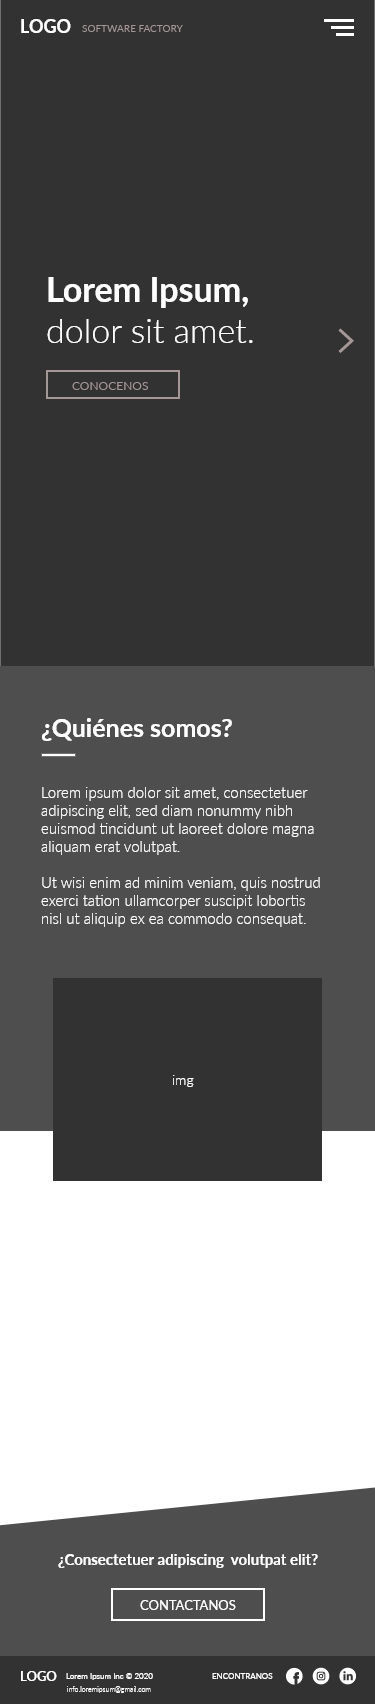 LOGO SOFTWARE FACTORY
Lorem Ipsum,
dolor sit amet.
CONOCENOS
¿Quiénes somos?
Lorem ipsum dolor sit amet, consectetuer
adipiscing elit, sed diam nonummy nibh
euismod tincidunt ut laoreet dolore magna
aliquam erat volutpat.
Ut wisi enim ad minim veniam, quis nostrud
exerci tation ullamcorper suscipit lobortis
nisl ut aliquip ex ea commodo consequat.
img
¿Consectetuer adipiscing volutpat elit?
CONTACTANOS
LOGO Lorem Ipsum Inc © 2020 ENCONTRANOS
info.loremipsum@gmail.com